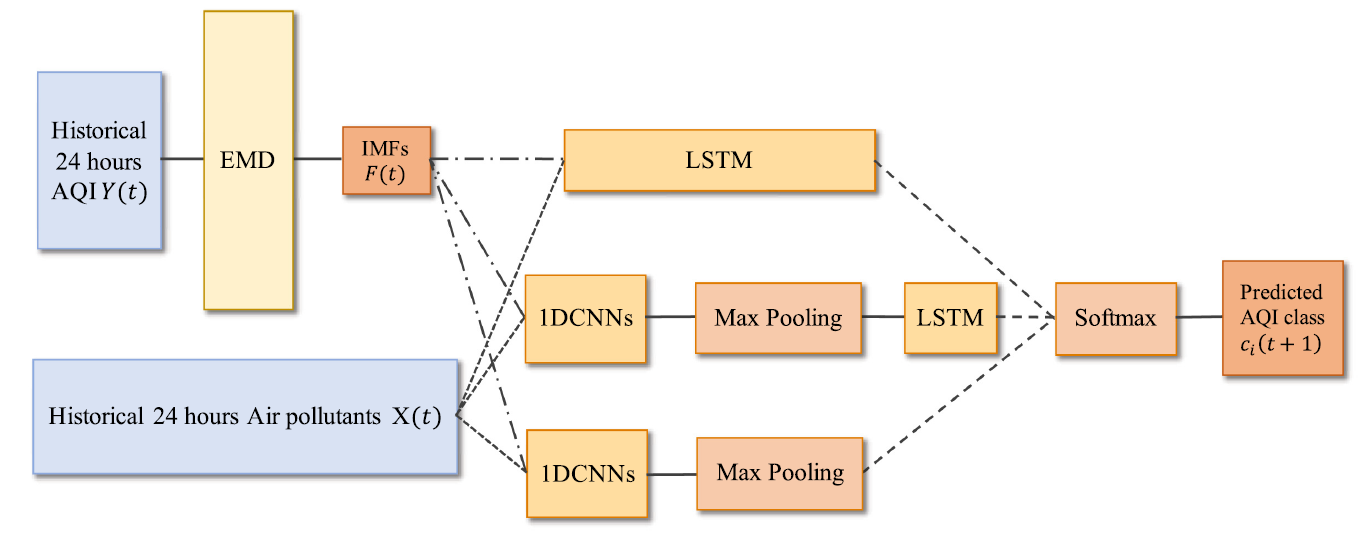 Historical
24 hours
AQI Y(t)
EMD
IMFs
F(t)
LSTM
1DCNNs
Max Pooling
LSTM
Softmax
Predicted
AQI class
c_i(t + 1)
Historical 24 hours Air pollutants X(t)
1DCNNs
Max Pooling